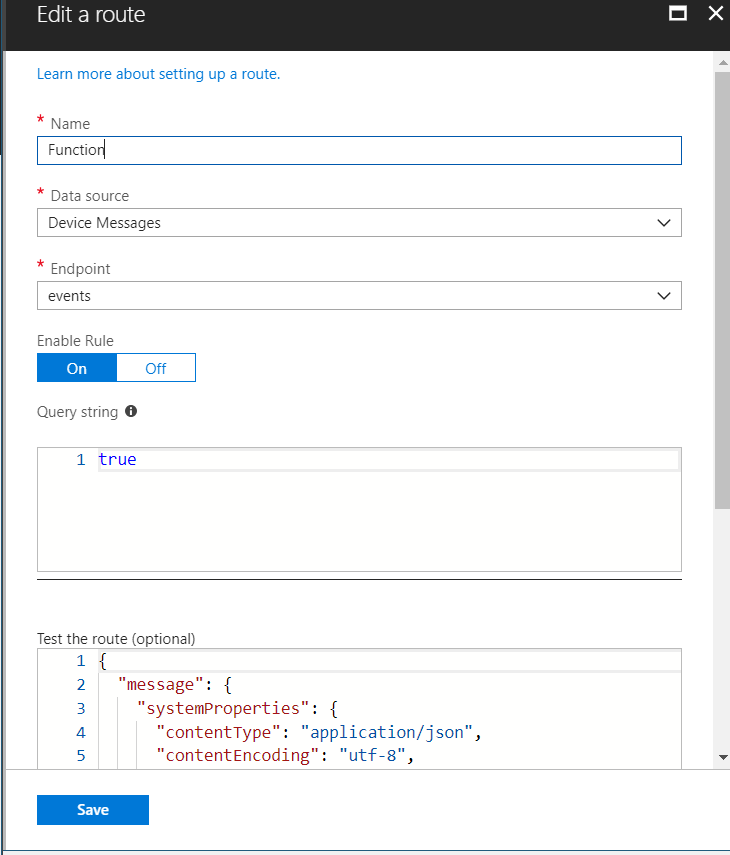 Edit a route
Learn more about setting up a route.
* Name
Function
* Data source
Device Messages
* Endpoint
events
Enable Rule
On Off
Query string
1 true
Test the route (optional)
1 {
2 "message": {
3 "systemProperties": {
4 "contentType": "application/json",
5 "contentEncoding": "utf-8",
Save